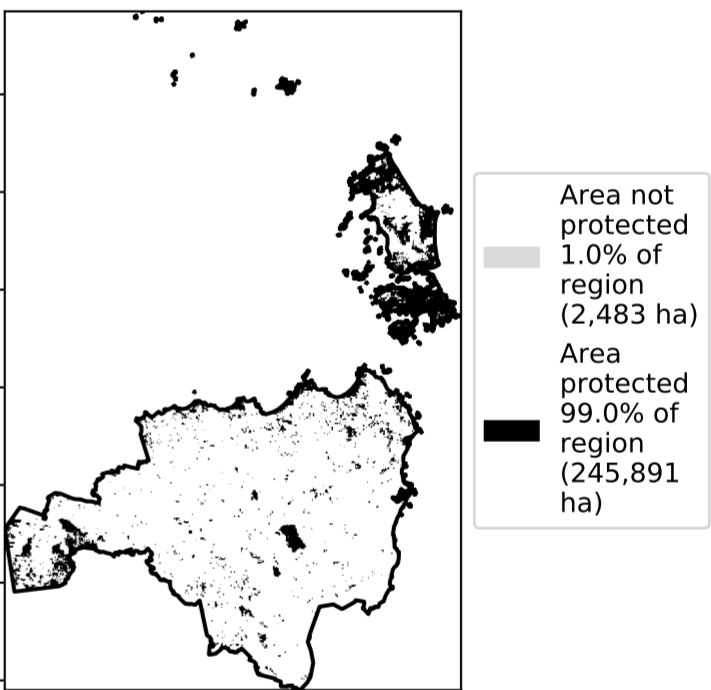 Area not
protected
1.0% of
region
(2,483 ha)
Area
protected
99.0% of
region
(245,891
ha)